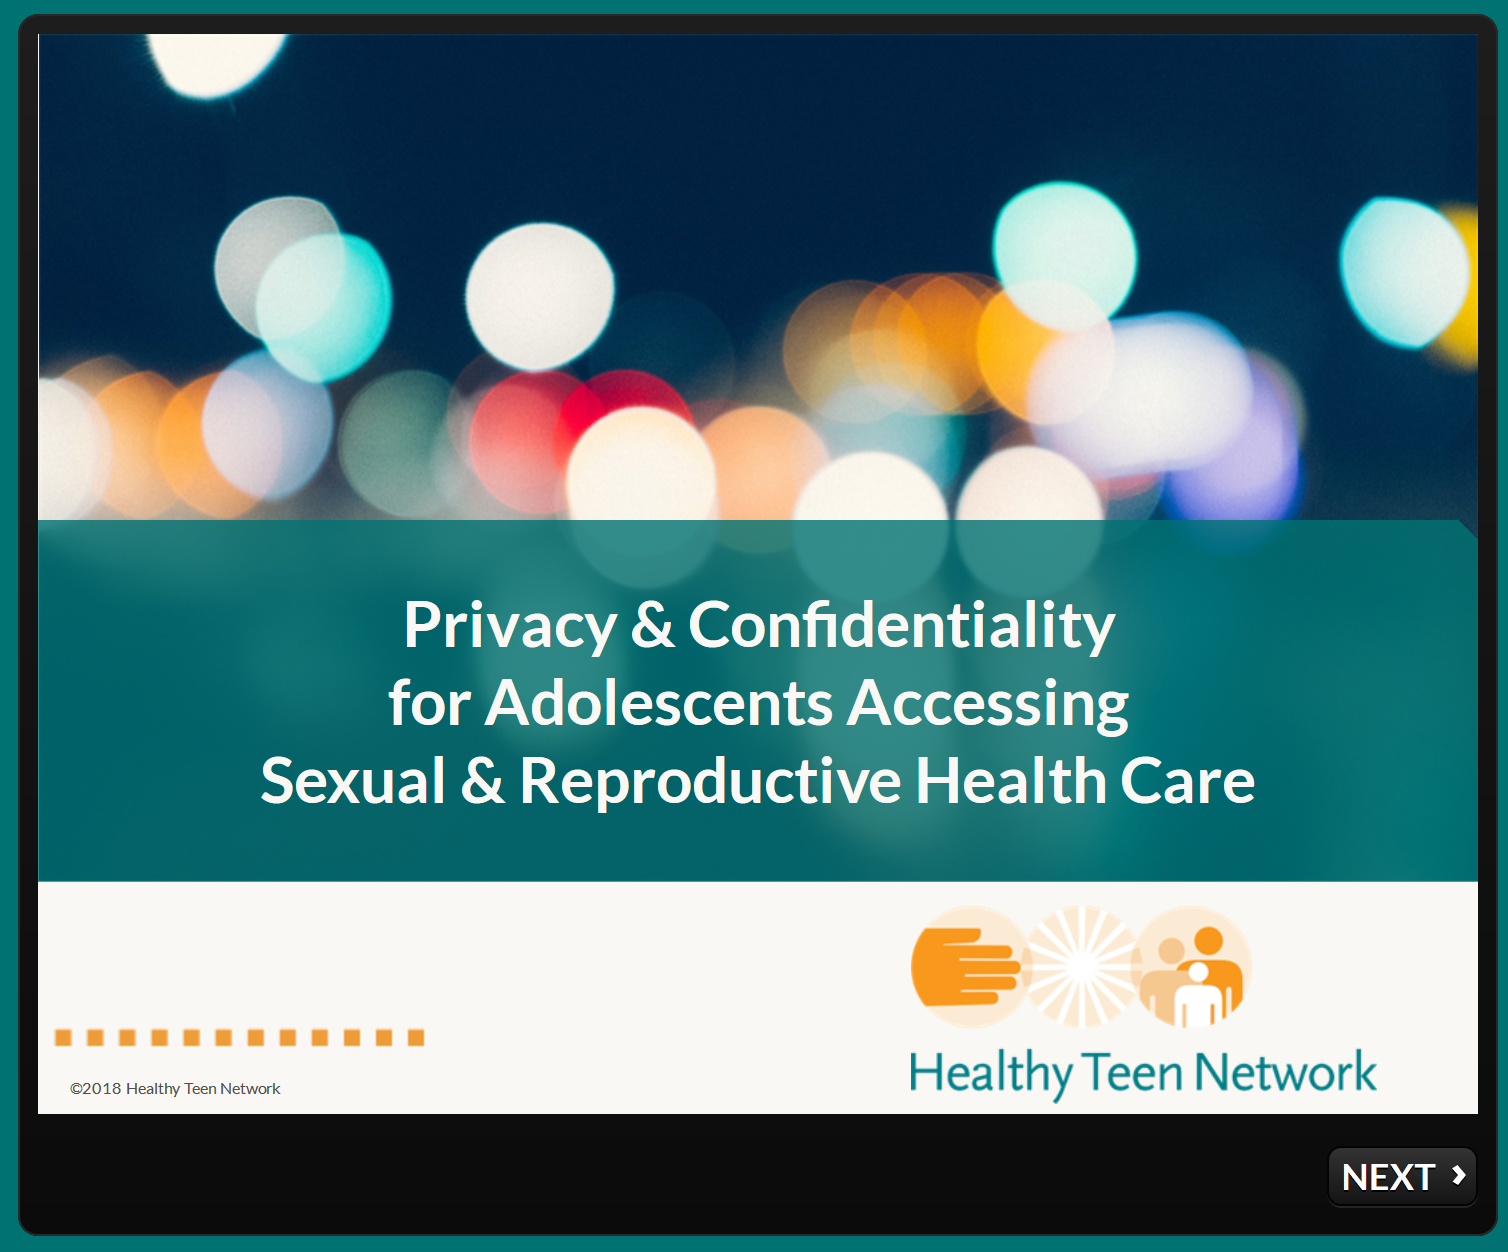 Privacy & Confidentiality
for Adolescents Accessing
Sexual & Reproductive Health Care
©2018 Healthy Teen Network
Healthy Teen Network
NEXT